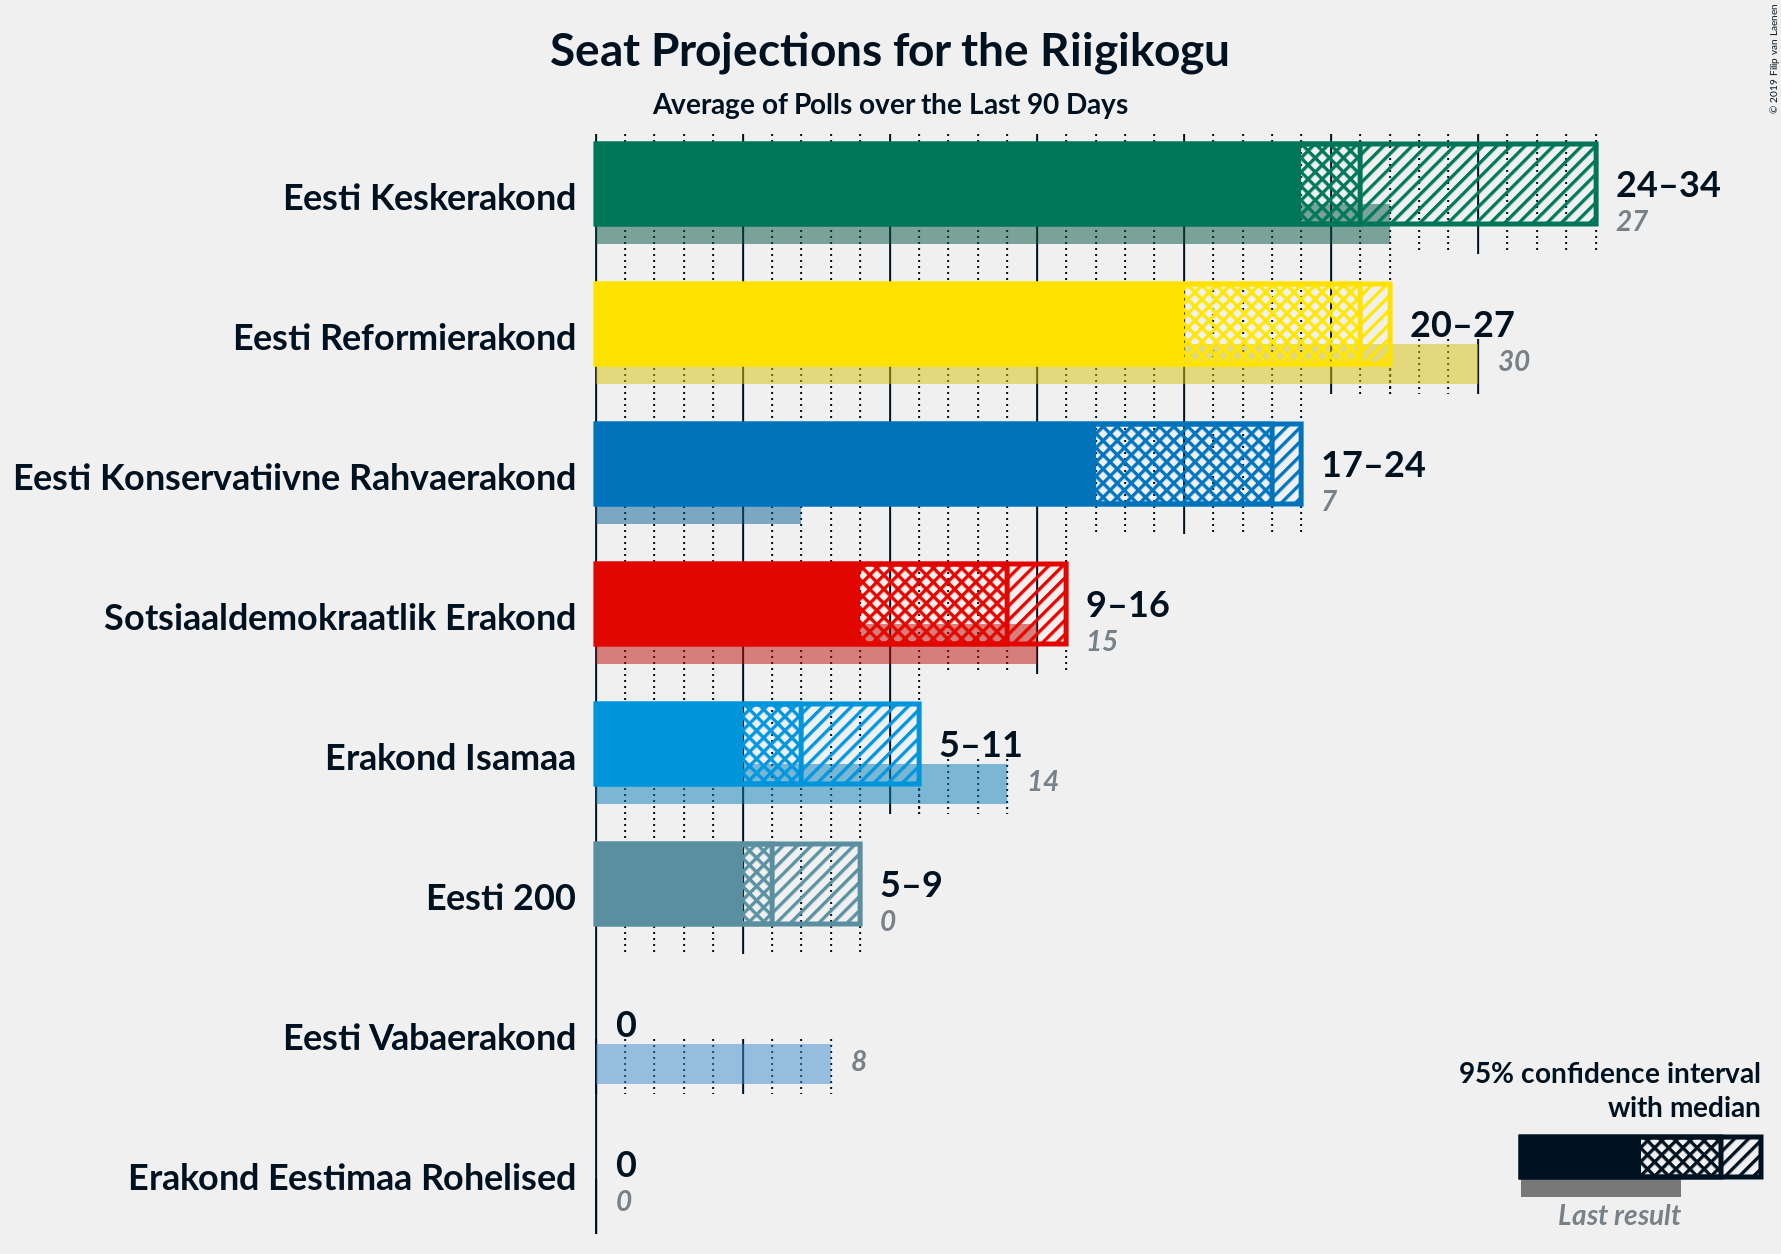 Seat Projections for the Riigikogu
Average of Polls over the Last 90 Days
© 2019 Filip van Laenen
Eesti Keskerakond
24–34
27
Eesti Reformierakond
20–27
30
Eesti Konservatiivne Rahvaerakond
17–24
7
Sotsiaaldemokraatlik Erakond
9–16
15
Erakond Isamaa
5–11
14
Eesti 200
5–9
0
Eesti Vabaerakond
0
8
Erakond Eestimaa Rohelised
0
0
95% confidence interval
with median
Last result